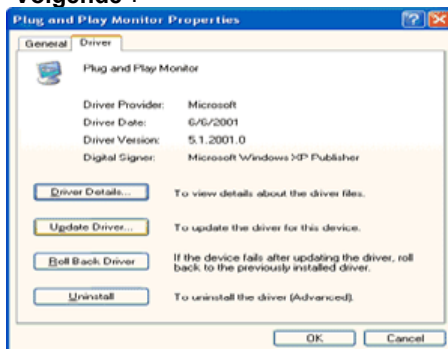 Volgende
Plug and Play Monitor Properties
General Driver
Plug and Play Monitor
Driver Provider: Microsoft
Driver Date: 6/6/2001
Driver Version: 5.1.2001.0
Digital Signer: Microsoft Windows XP Publisher
Driver Details... To view details about the driver files.
Update Driver... To update the driver for this device.
Roll Back Driver If the device fails after updating the driver, roll
back to the previously installed driver.
Uninstall To uninstall the driver (Advanced).
OK Cancel